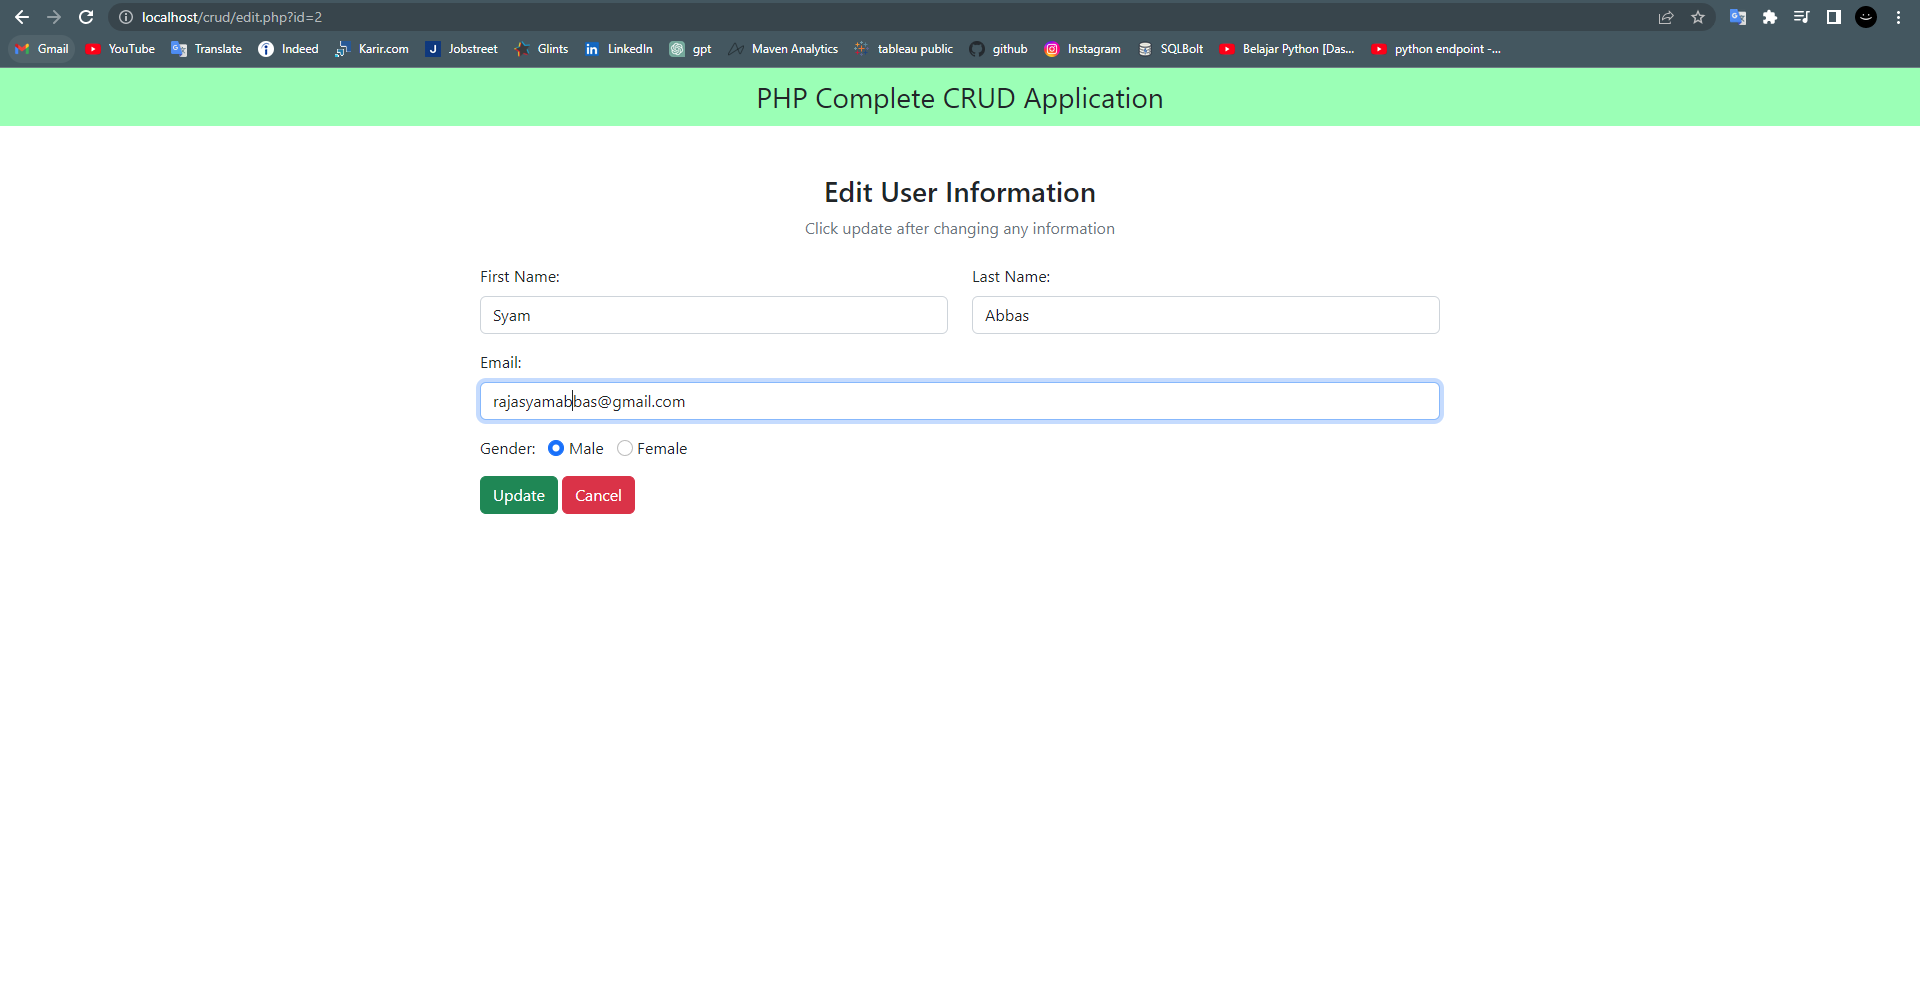 localhost/crud/edit.php?id=2
Gmail YouTube Translate Indeed Karir.com Jobstreet Glints LinkedIn gpt Maven Analytics tableau public github Instagram SQLBolt Belajar Python [Das... python endpoint -...
PHP Complete CRUD Application
Edit User Information
Click update after changing any information
First Name: Last Name:
Syam Abbas
Email:
rajasyamabbas@gmail.com
Gender: Male Female
Update Cancel